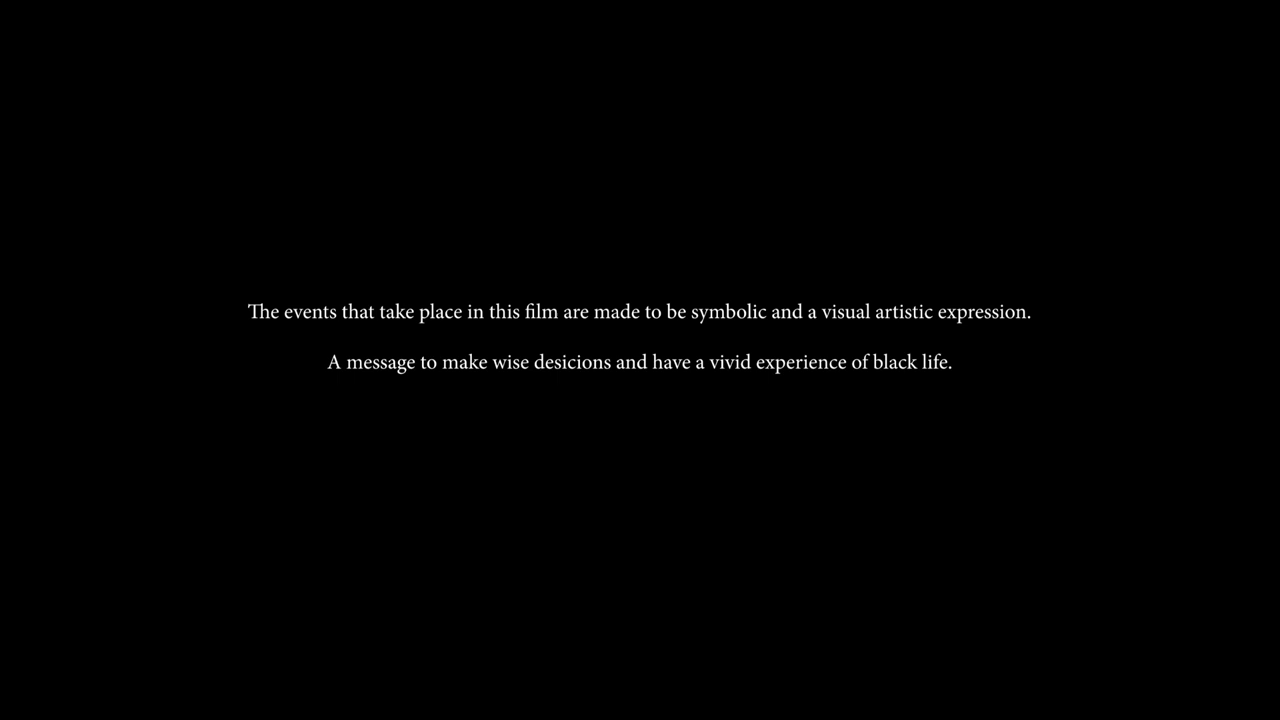 The events that take place in this film are made to be symbolic and a visual artistic expression.
A message to make wise desicions and have a vivid experience of black life.